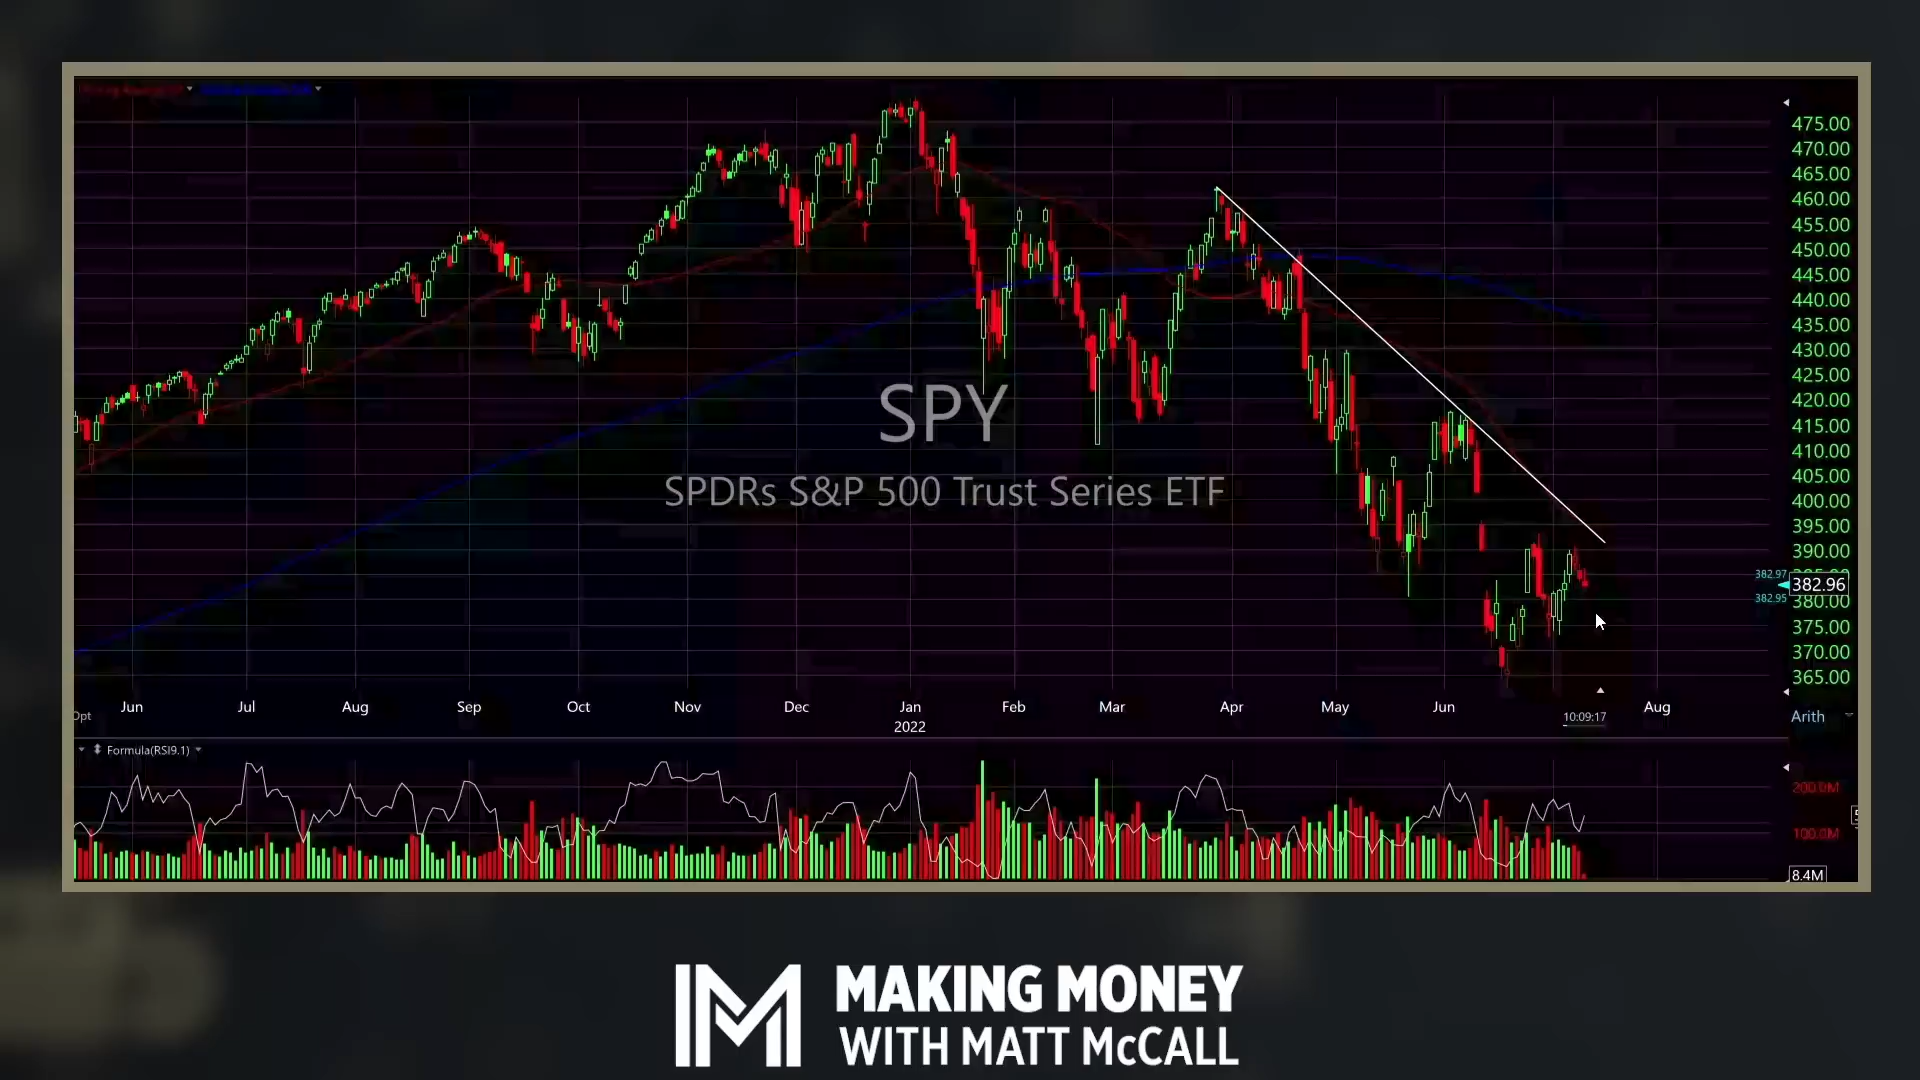 475.00
470.00
465.00
460.00
455.00
450.00
445.00
440.00
435.00
430.00
425.00
420.00
415.00
410.00
405.00
400.00
395.00
390.00
382.97
382.96
382.95
380.00
375.00
370.00
365.00
SPY
SPDRs S&P 500 Trust Series ETF
Jun Jul Aug Sep Oct Nov Dec Jan Feb Mar Apr May Jun Aug
2022
10:09:17
Arith
Formula(RSI9.1)
200.0M
100.0M
8.4M
MAKING MONEY
WITH MATT McCALL